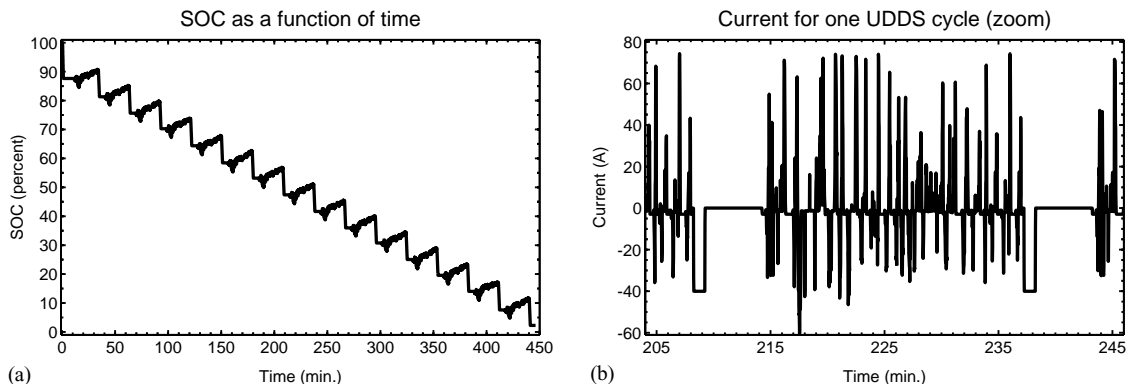 SOC as a function of time
SOC (percent)
100
90
80
70
60
50
40
30
20
10
0
0 50 100 150 200 250 300 350 400 450
Time (min.)
(a)
Current for one UDDS cycle (zoom)
Current (A)
80
60
40
20
0
-20
-40
-60
205 215 225 235 245
Time (min.)
(b)